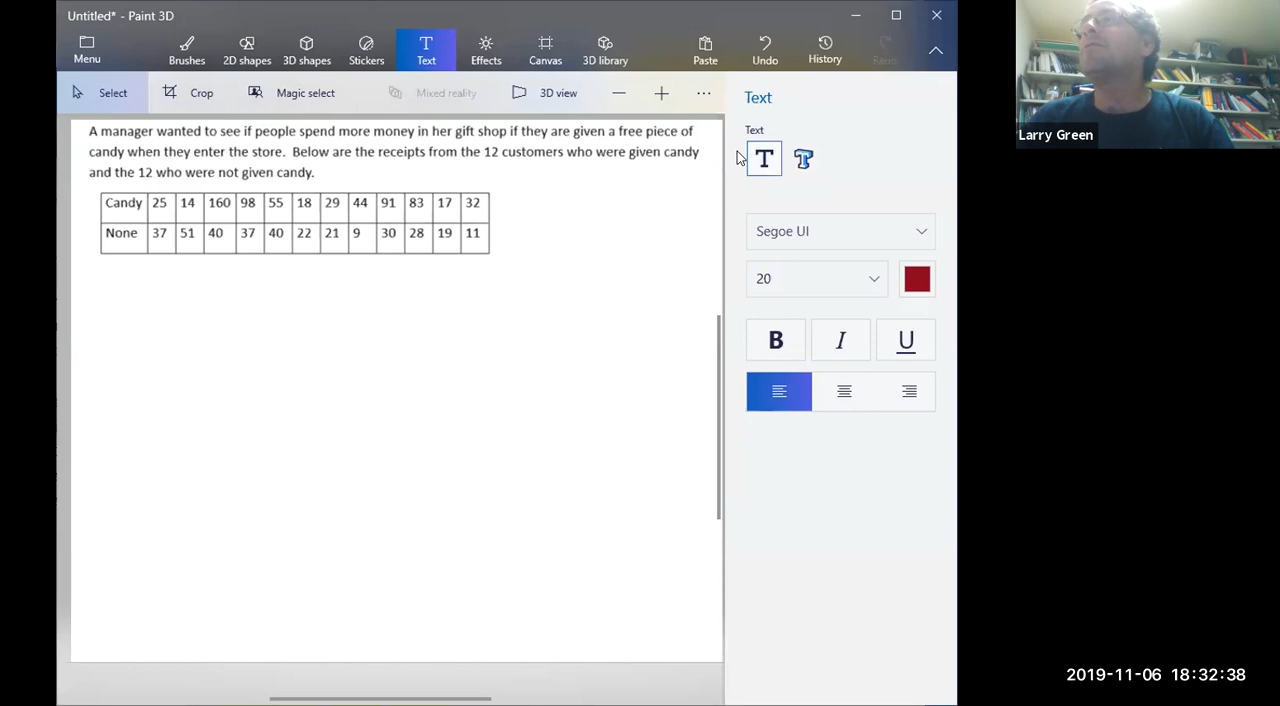 Untitled* - Paint 3D
Menu
Brushes
2D shapes
3D shapes
Stickers
Text
Effects
Canvas
3D library
Paste
Undo
History
Redo
Select
Crop
Magic select
Mixed reality
3D view
Text
Text
T T
Segoe UI
20
B I U
A manager wanted to see if people spend more money in her gift shop if they are given a free piece of
candy when they enter the store. Below are the receipts from the 12 customers who were given candy
and the 12 who were not given candy.
Candy 25 14 160 98 55 18 29 44 91 83 17 32
None 37 51 40 37 40 22 21 9 30 28 19 11
Larry Green
2019-11-06 18:32:38